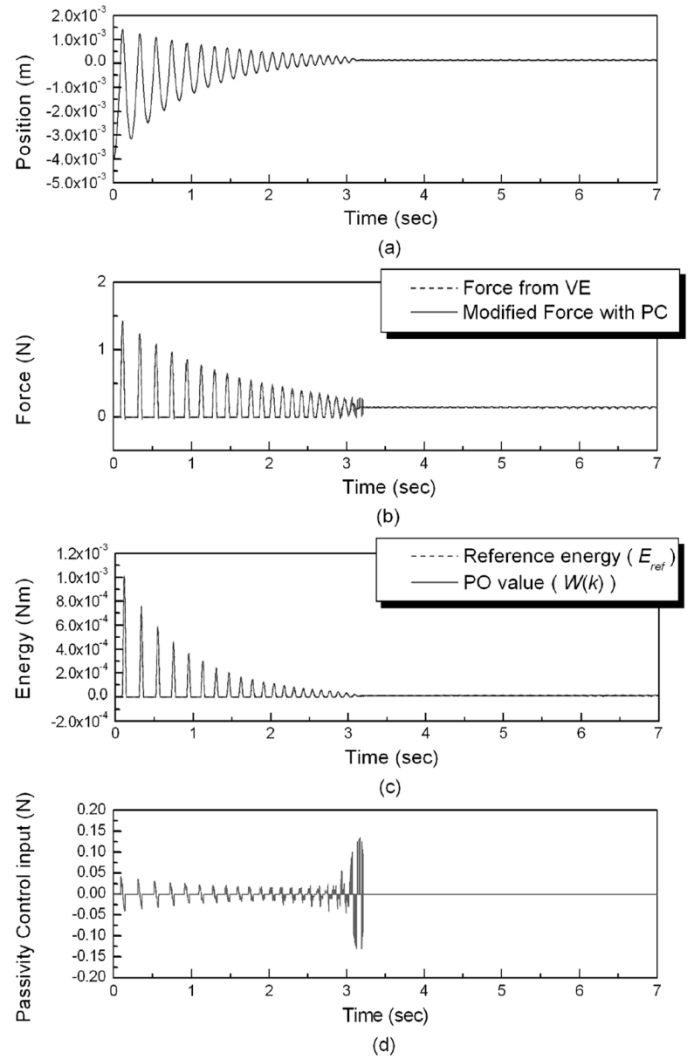 1.0x10⁻³
2.0x10⁻³
0.0
-1.0x10⁻³
-2.0x10⁻³
-3.0x10⁻³
-4.0x10⁻³
-5.0x10⁻³
Position (m)
0 1 2 3 4 5 6 7
Time (sec)
(a)
Force from VE
Modified Force with PC
2
1
0
Force (N)
0 1 2 3 4 5 6 7
Time (sec)
(b)
Reference energy ( E_ref )
PO value ( W(k) )
1.2x10⁻³
1.0x10⁻³
8.0x10⁻⁴
6.0x10⁻⁴
4.0x10⁻⁴
2.0x10⁻⁴
0.0
-2.0x10⁻⁴
Energy (Nm)
0 1 2 3 4 5 6 7
Time (sec)
(c)
0.20
0.15
0.10
0.05
0.00
-0.05
-0.10
-0.15
-0.20
Passivity Control input (N)
0 1 2 3 4 5 6 7
Time (sec)
(d)